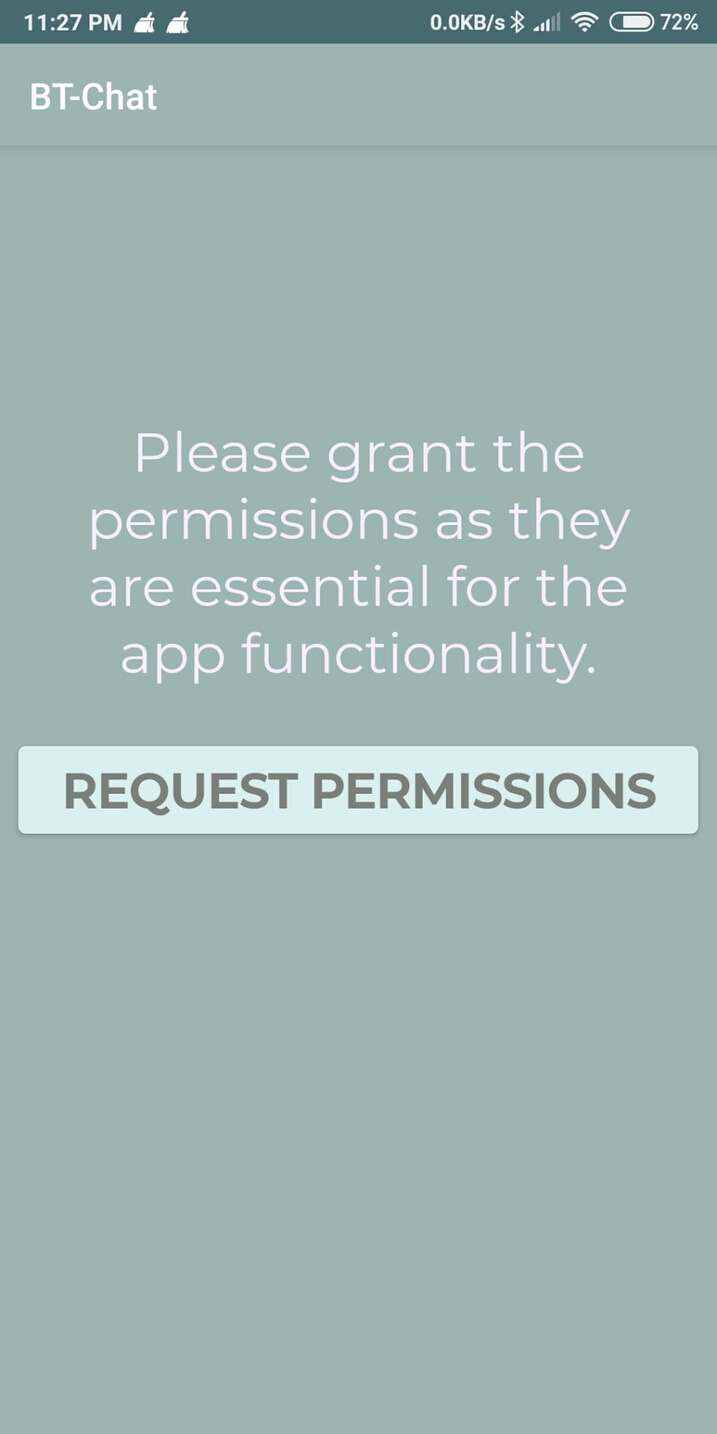 11:27 PM 0.0KB/s 72%
BT-Chat
Please grant the
permissions as they
are essential for the
app functionality.
REQUEST PERMISSIONS